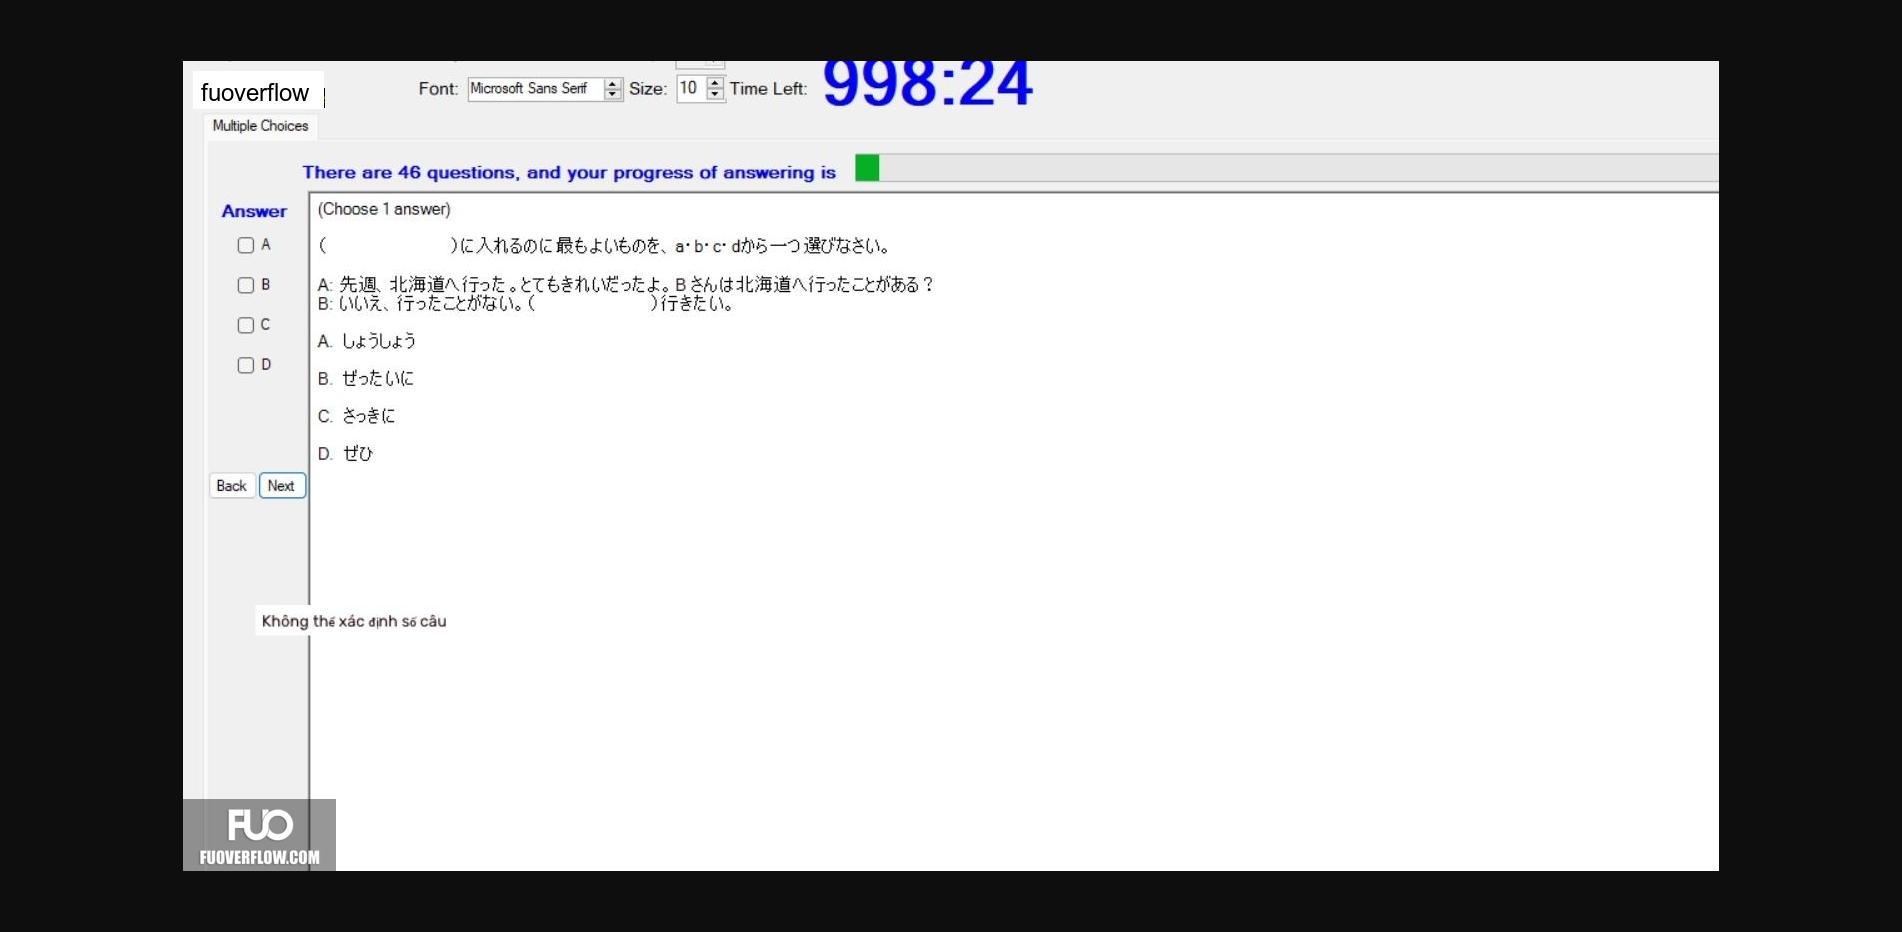 fuoverflow
Font: Microsoft Sans Serif Size: 10 Time Left: 998:24
Multiple Choices
There are 46 questions, and your progress of answering is
Answer
(Choose 1 answer)
A
(　　　　　　　)に入れるのに最もよいものを、a･b･c･dから一つ選びなさい。
B
A: 先週、北海道へ行った。とてもきれいだったよ。Bさんは北海道へ行ったことがある？
B: いいえ、行ったことがない。(　　　　　　　)行きたい。
C
A. しょうしょう
D
B. ぜったいに
C. さっきに
D. ぜひ
Back Next
Không thể xác định số câu
FUO
FUOVERFLOW.COM